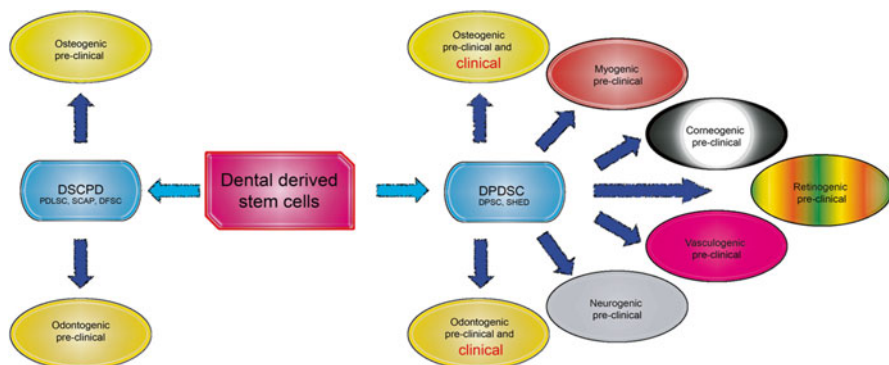 Osteogenic
pre-clinical
DSCPD
PDLSC, SCAP, DFSC
Odontogenic
pre-clinical
Dental derived
stem cells
Osteogenic
pre-clinical and
clinical
Myogenic
pre-clinical
Corneogenic
pre-clinical
DPDSC
DPSC, SHED
Retinogenic
pre-clinical
Vasculogenic
pre-clinical
Neurogenic
pre-clinical
Odontogenic
pre-clinical and
clinical